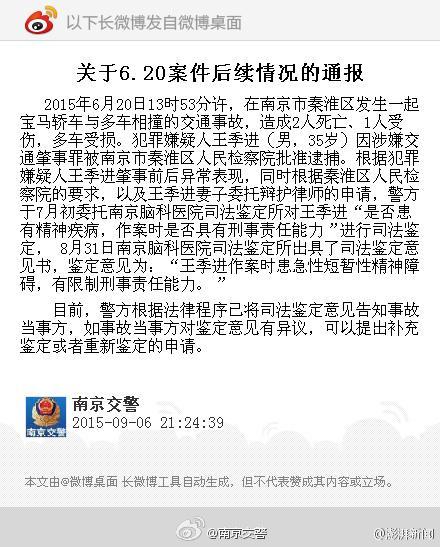 以下长微博发自微博桌面
关于6.20案件后续情况的通报
2015年6月20日13时53分许，在南京市秦淮区发生一起
宝马轿车与多车相撞的交通事故，造成2人死亡、1人受
伤，多车受损。犯罪嫌疑人王季进（男，35岁）因涉嫌交
通肇事罪被南京市秦淮区人民检察院批准逮捕。根据犯罪
嫌疑人王季进肇事前后异常表现，同时根据秦淮区人民检
察院的要求，以及王季进妻子委托辩护律师的申请，警方
于7月初委托南京脑科医院司法鉴定所对王季进“是否患
有精神疾病，作案时是否具有刑事责任能力”进行司法鉴
定， 8月31日南京脑科医院司法鉴定所出具了司法鉴定意
见书，鉴定意见为：“王季进作案时患急性短暂性精神障
碍，有限制刑事责任能力。”
目前，警方根据法律程序已将司法鉴定意见告知事故
当事方，如事故当事方对鉴定意见有异议，可以提出补充
鉴定或者重新鉴定的申请。
南京交警
南京交警
2015-09-06 21:24:39
本文由@微博桌面 长微博工具自动生成，但不代表赞成其内容或立场。
@南京交警
@澎湃新闻